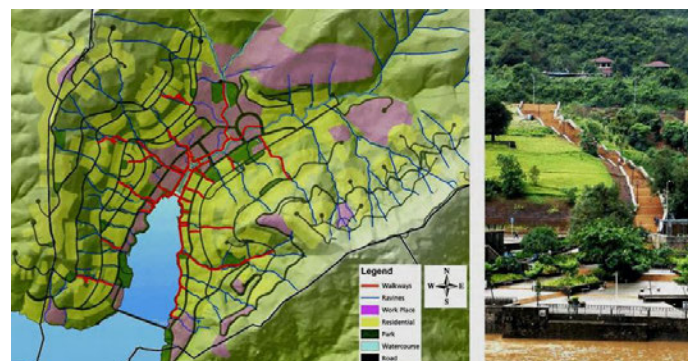 Legend
Walkways
Ravines
Work Place
Residential
Park
Watercourse
Road
N
W E
S